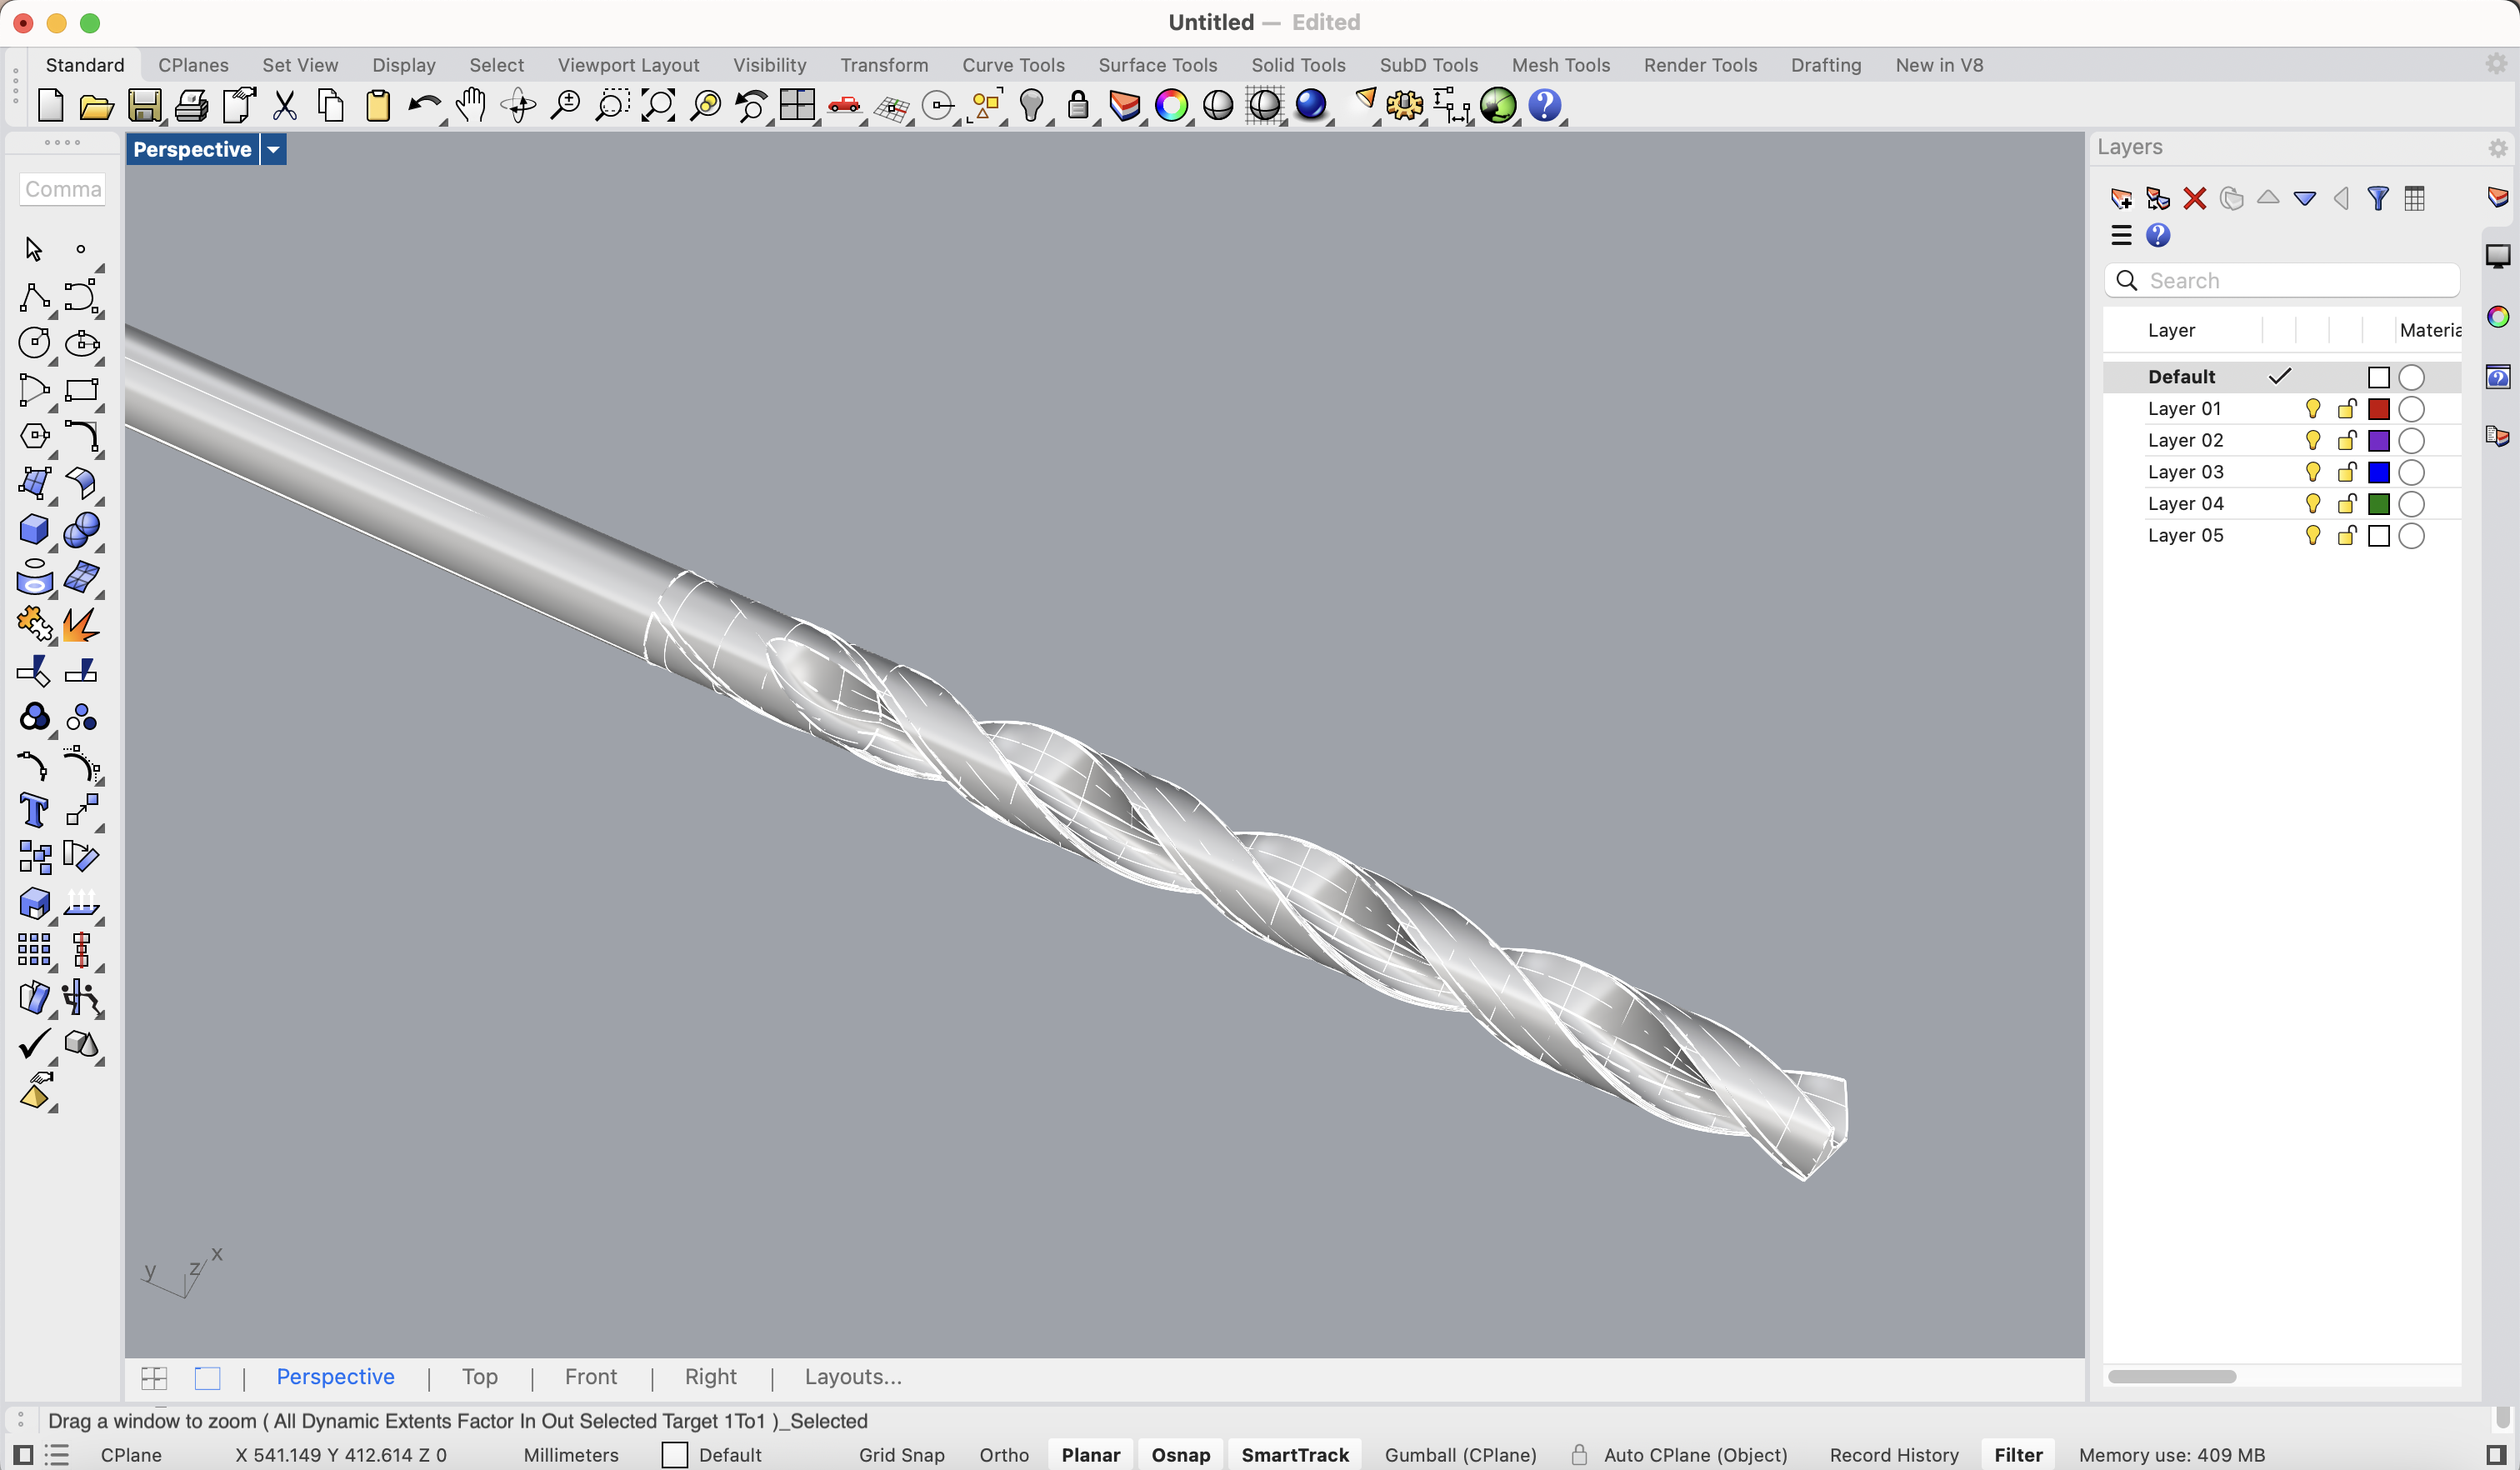 Untitled — Edited
Standard CPlanes Set View Display Select Viewport Layout Visibility Transform Curve Tools Surface Tools Solid Tools SubD Tools Mesh Tools Render Tools Drafting New in V8
Perspective
Comma
Layers
Search
Layer Materia
Default
Layer 01
Layer 02
Layer 03
Layer 04
Layer 05
x
y z
Perspective | Top | Front | Right | Layouts...
Drag a window to zoom ( All Dynamic Extents Factor In Out Selected Target 1To1 )_Selected
CPlane X 541.149 Y 412.614 Z 0 Millimeters Default Grid Snap Ortho Planar Osnap SmartTrack Gumball (CPlane) Auto CPlane (Object) Record History Filter Memory use: 409 MB